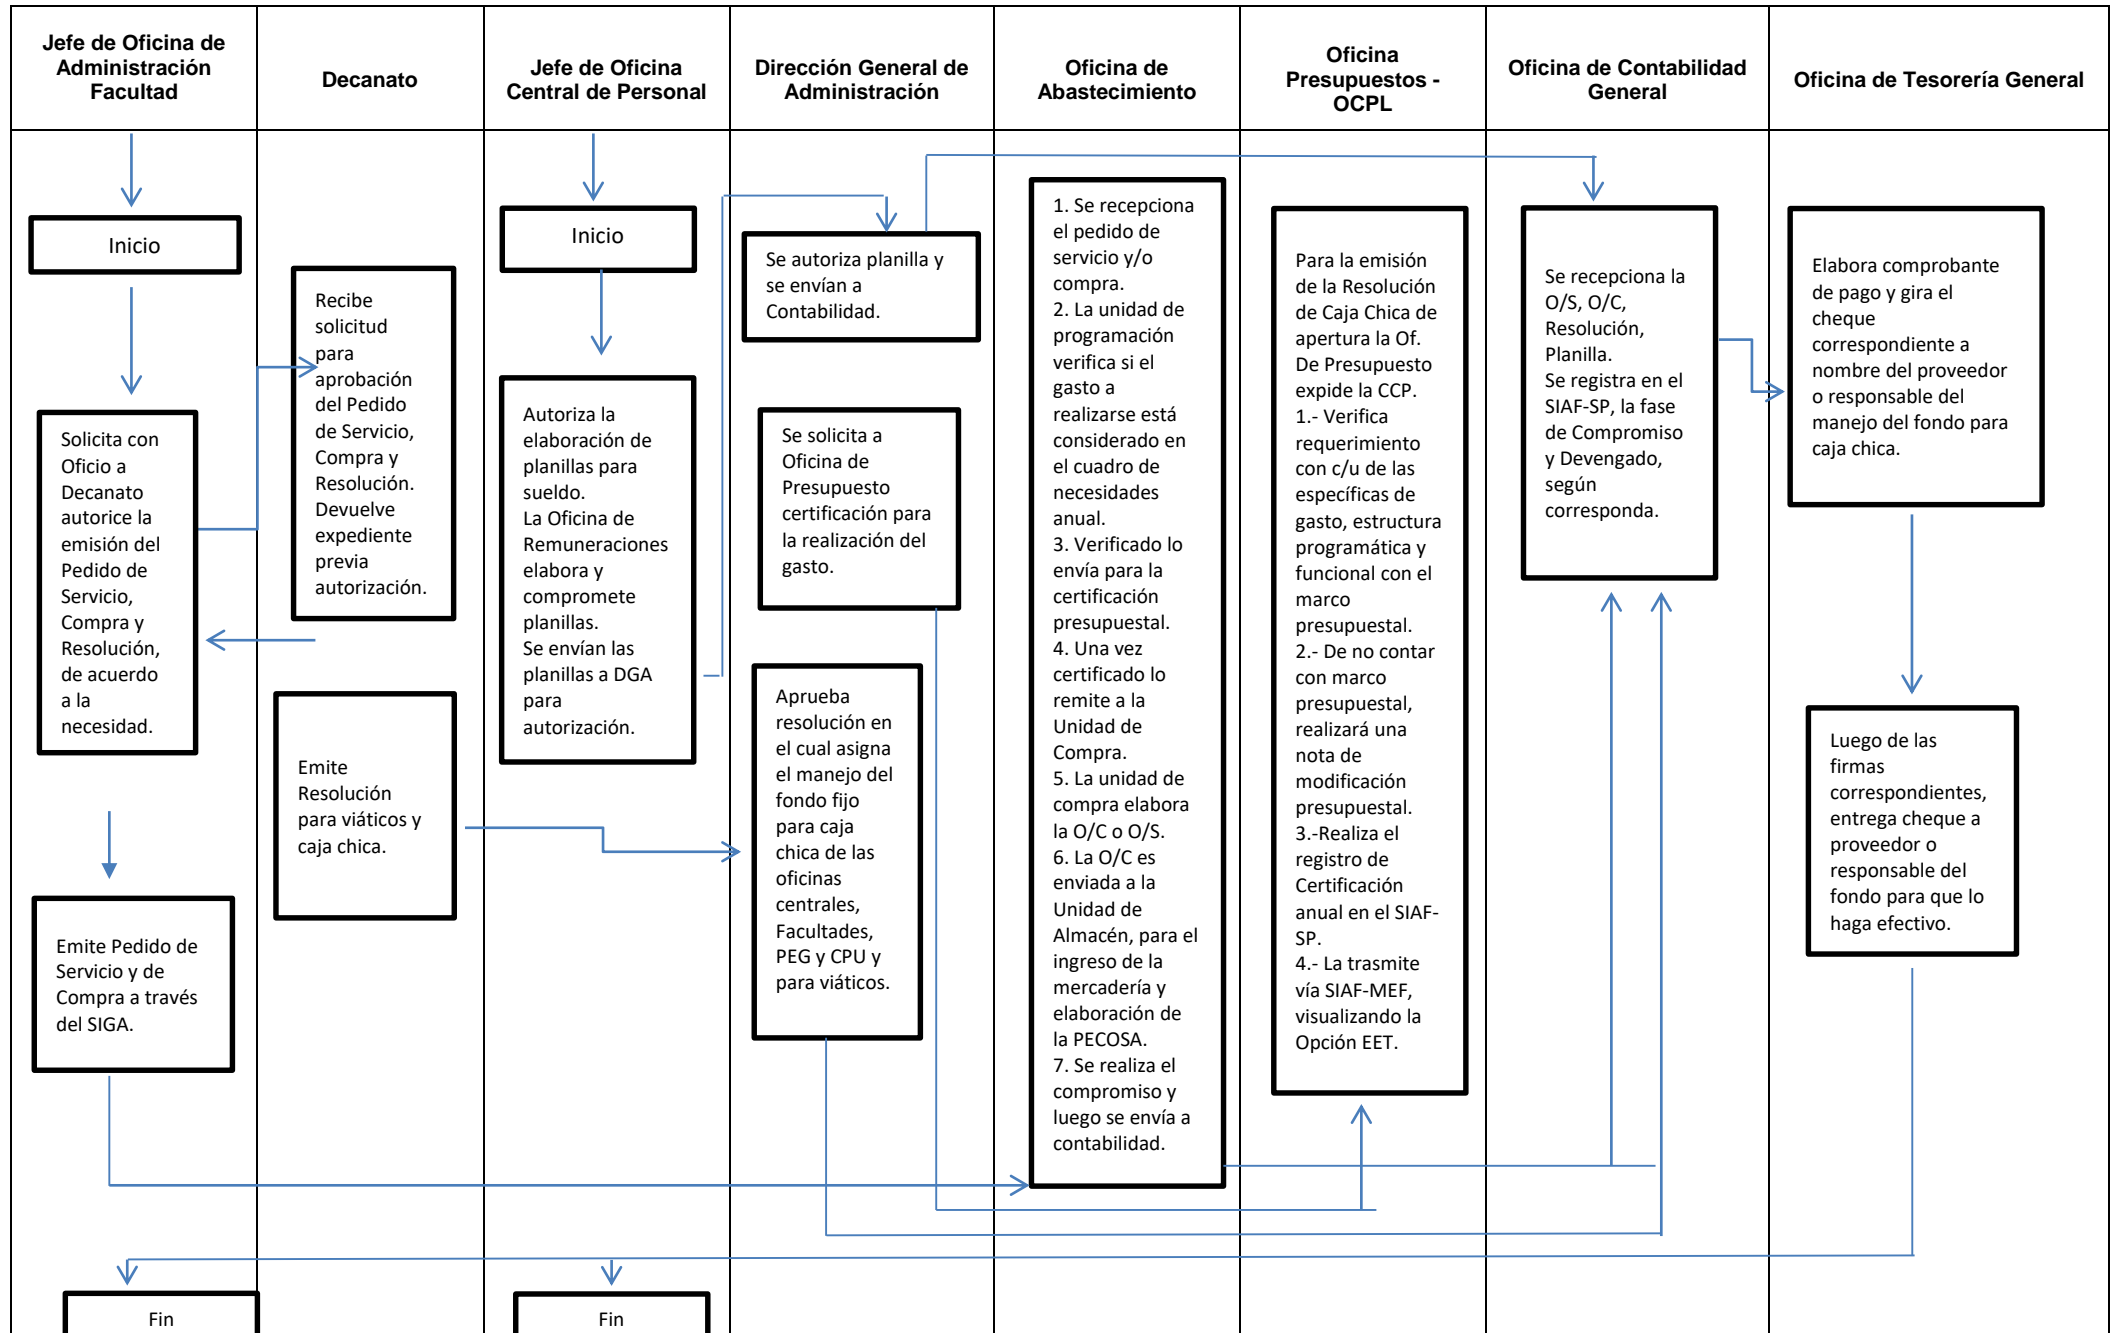 Jefe de Oficina de
Administración
Facultad
Decanato
Jefe de Oficina
Central de Personal
Dirección General de
Administración
Oficina de
Abastecimiento
Oficina
Presupuestos -
OCPL
Oficina de Contabilidad
General
Oficina de Tesorería General
Inicio
Solicita con
Oficio a
Decanato
autorice la
emisión del
Pedido de
Servicio,
Compra y
Resolución,
de acuerdo
a la
necesidad.
Emite Pedido de
Servicio y de
Compra a través
del SIGA.
Fin
Recibe
solicitud
para
aprobación
del Pedido
de Servicio,
Compra y
Resolución.
Devuelve
expediente
previa
autorización.
Emite
Resolución
para viáticos y
caja chica.
Inicio
Autoriza la
elaboración de
planillas para
sueldo.
La Oficina de
Remuneraciones
elabora y
compromete
planillas.
Se envían las
planillas a DGA
para
autorización.
Fin
Se autoriza planilla y
se envían a
Contabilidad.
Se solicita a
Oficina de
Presupuesto
certificación para
la realización del
gasto.
Aprueba
resolución en
el cual asigna
el manejo del
fondo fijo
para caja
chica de las
oficinas
centrales,
Facultades,
PEG y CPU y
para viáticos.
1. Se recepciona
el pedido de
servicio y/o
compra.
2. La unidad de
programación
verifica si el
gasto a
realizarse está
considerado en
el cuadro de
necesidades
anual.
3. Verificado lo
envía para la
certificación
presupuestal.
4. Una vez
certificado lo
remite a la
Unidad de
Compra.
5. La unidad de
compra elabora
la O/C o O/S.
6. La O/C es
enviada a la
Unidad de
Almacén, para el
ingreso de la
mercadería y
elaboración de
la PECOSA.
7. Se realiza el
compromiso y
luego se envía a
contabilidad.
Para la emisión
de la Resolución
de Caja Chica de
apertura la Of.
De Presupuesto
expide la CCP.
1.- Verifica
requerimiento
con c/u de las
específicas de
gasto, estructura
programática y
funcional con el
marco
presupuestal.
2.- De no contar
con marco
presupuestal,
realizará una
nota de
modificación
presupuestal.
3.-Realiza el
registro de
Certificación
anual en el SIAF-
SP.
4.- La trasmite
vía SIAF-MEF,
visualizando la
Opción EET.
Se recepciona la
O/S, O/C,
Resolución,
Planilla.
Se registra en el
SIAF-SP, la fase
de Compromiso
y Devengado,
según
corresponda.
Elabora comprobante
de pago y gira el
cheque
correspondiente a
nombre del proveedor
o responsable del
manejo del fondo para
caja chica.
Luego de las
firmas
correspondientes,
entrega cheque a
proveedor o
responsable del
fondo para que lo
haga efectivo.